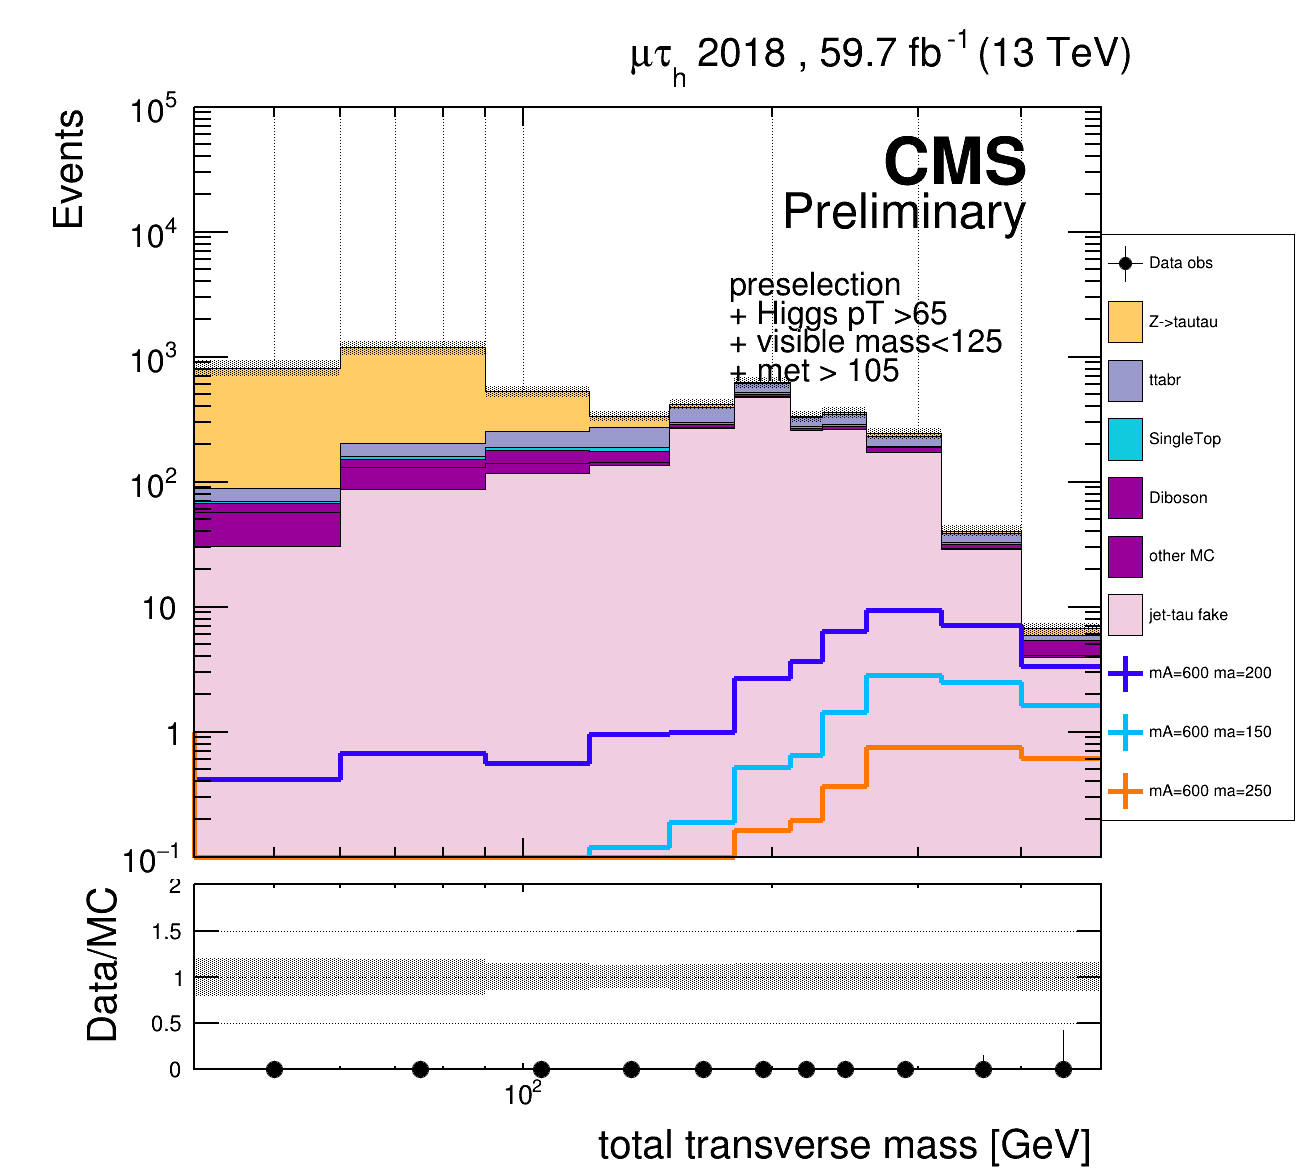 μτh 2018 , 59.7 fb-1 (13 TeV)
Events
10^5
10^4
10^3
10^2
10
1
10^−1
CMS
Preliminary
preselection
+ Higgs pT >65
+ visible mass<125
+ met > 105
Data obs
Z->tautau
ttabr
SingleTop
Diboson
other MC
jet-tau fake
mA=600 ma=200
mA=600 ma=150
mA=600 ma=250
Data/MC
2
1.5
1
0.5
0
10^2
total transverse mass [GeV]